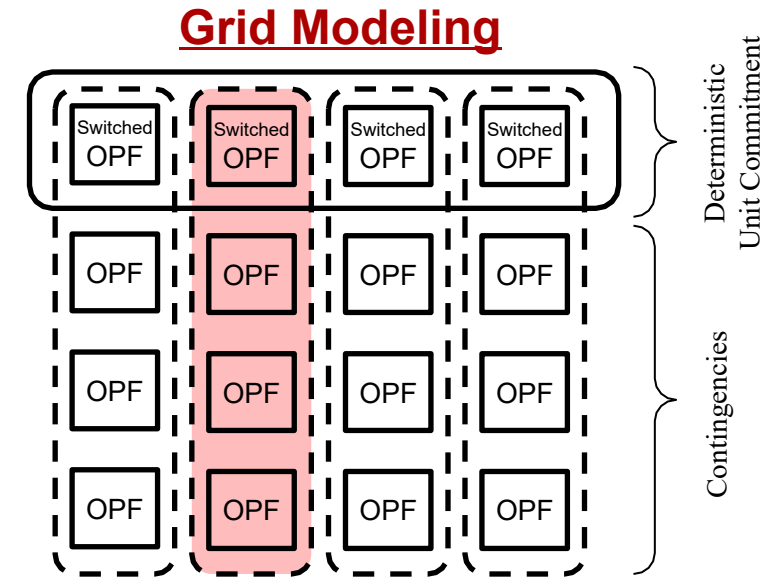 Grid Modeling
Switched
OPF
Switched
OPF
Switched
OPF
Switched
OPF
Deterministic
Unit Commitment
OPF
OPF
OPF
OPF
OPF
OPF
OPF
OPF
OPF
OPF
OPF
OPF
Contingencies